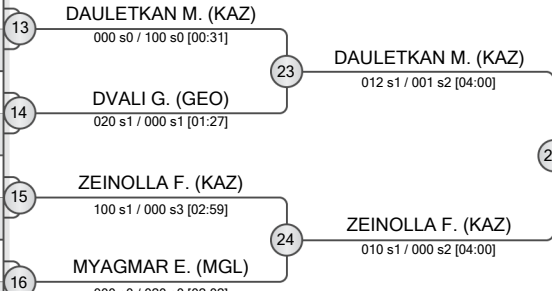 13
DAULETKAN M. (KAZ)
000 s0 / 100 s0 [00:31]
23
DAULETKAN M. (KAZ)
012 s1 / 001 s2 [04:00]
14
DVALI G. (GEO)
020 s1 / 000 s1 [01:27]
15
ZEINOLLA F. (KAZ)
100 s1 / 000 s3 [02:59]
24
ZEINOLLA F. (KAZ)
010 s1 / 000 s2 [04:00]
16
MYAGMAR E. (MGL)